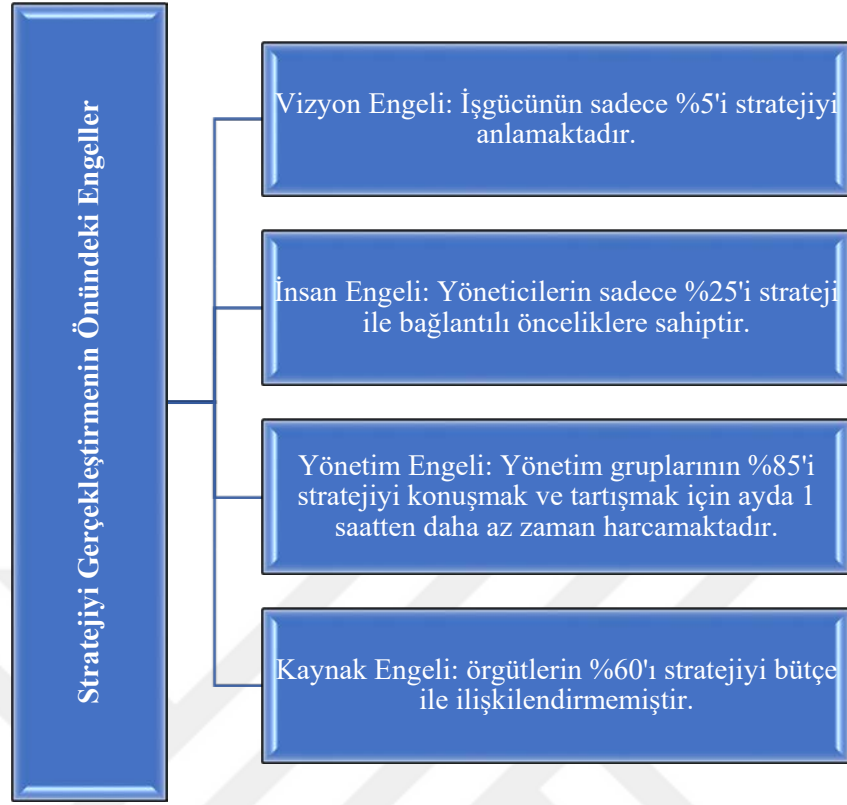 Stratejiyi Gerçekleştirmenin Önündeki Engeller
Vizyon Engeli: İşgücünün sadece %5'i stratejiyi
anlamaktadır.
İnsan Engeli: Yöneticilerin sadece %25'i strateji
ile bağlantılı önceliklere sahiptir.
Yönetim Engeli: Yönetim gruplarının %85'i
stratejiyi konuşmak ve tartışmak için ayda 1
saatten daha az zaman harcamaktadır.
Kaynak Engeli: örgütlerin %60'ı stratejiyi bütçe
ile ilişkilendirmemiştir.